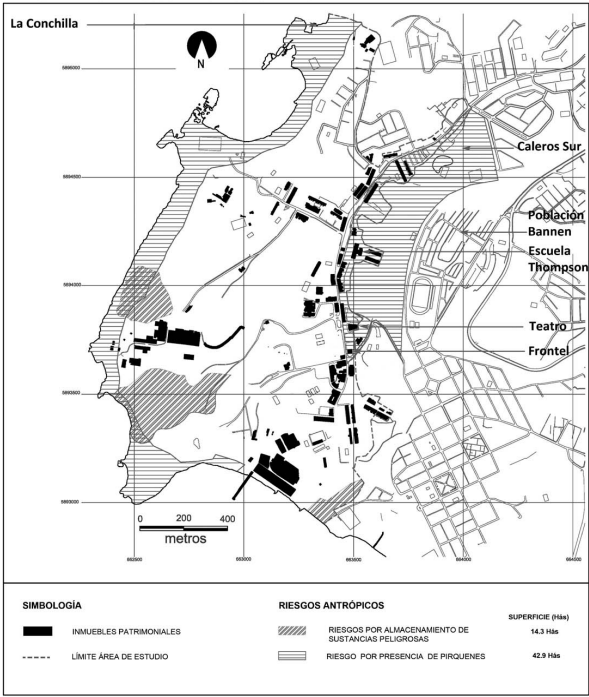 La Conchilla
N
Caleros Sur
Población
Bannen
Escuela
Thompson
Teatro
Frontel
0 200 400
metros
SIMBOLOGÍA
INMUEBLES PATRIMONIALES
LÍMITE ÁREA DE ESTUDIO
RIESGOS ANTRÓPICOS
SUPERFICIE (Hás)
RIESGOS POR ALMACENAMIENTO DE
SUSTANCIAS PELIGROSAS
14.3 Hás
RIESGO POR PRESENCIA DE PIRQUENES
42.9 Hás